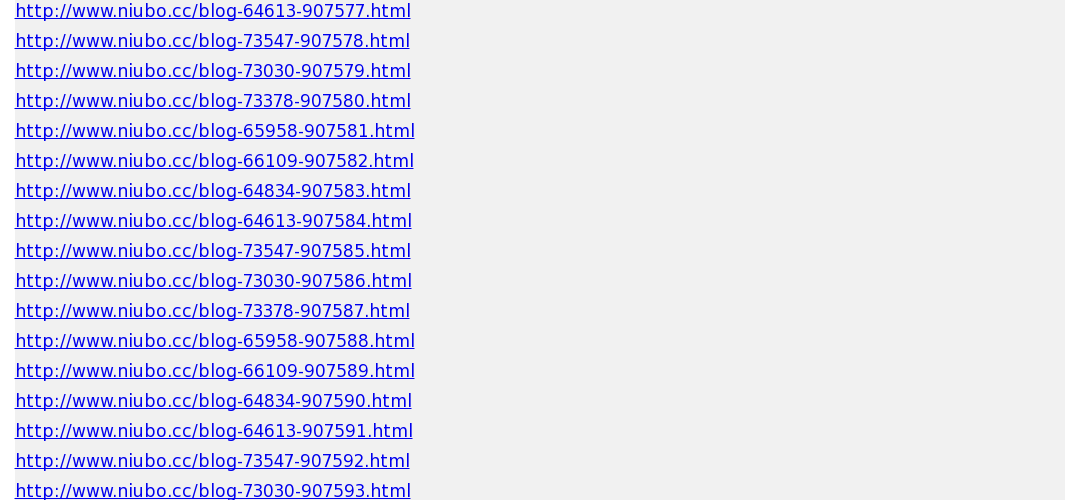 http://www.niubo.cc/blog-64613-907577.html
http://www.niubo.cc/blog-73547-907578.html
http://www.niubo.cc/blog-73030-907579.html
http://www.niubo.cc/blog-73378-907580.html
http://www.niubo.cc/blog-65958-907581.html
http://www.niubo.cc/blog-66109-907582.html
http://www.niubo.cc/blog-64834-907583.html
http://www.niubo.cc/blog-64613-907584.html
http://www.niubo.cc/blog-73547-907585.html
http://www.niubo.cc/blog-73030-907586.html
http://www.niubo.cc/blog-73378-907587.html
http://www.niubo.cc/blog-65958-907588.html
http://www.niubo.cc/blog-66109-907589.html
http://www.niubo.cc/blog-64834-907590.html
http://www.niubo.cc/blog-64613-907591.html
http://www.niubo.cc/blog-73547-907592.html
http://www.niubo.cc/blog-73030-907593.html